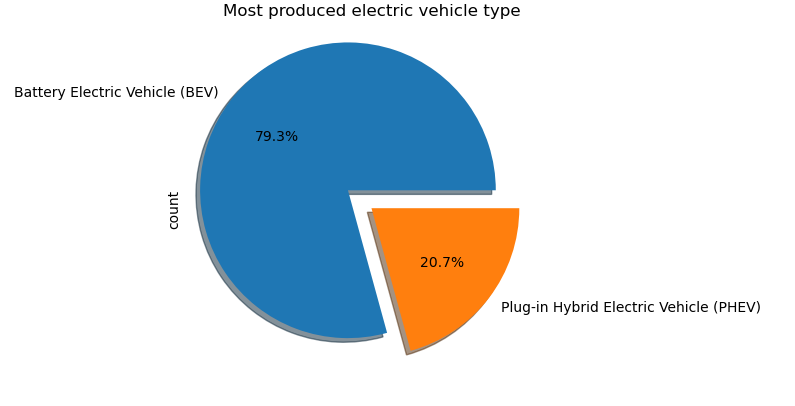 Most produced electric vehicle type
Battery Electric Vehicle (BEV)
79.3%
count
20.7%
Plug-in Hybrid Electric Vehicle (PHEV)